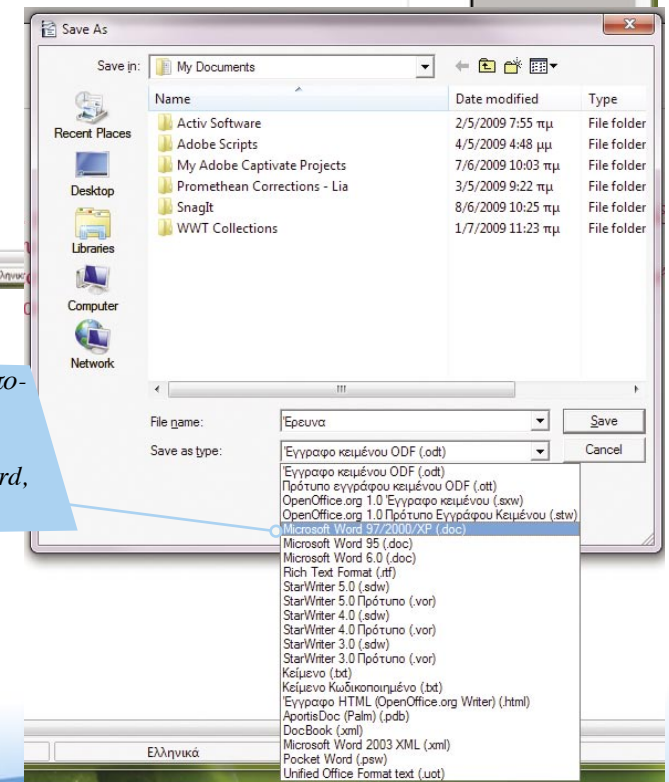 Save As
Save in: My Documents
Name Date modified Type
Activ Software 2/5/2009 7:55 πμ File folder
Adobe Scripts 4/5/2009 4:48 μμ File folder
My Adobe Captivate Projects 7/6/2009 10:03 πμ File folder
Promethean Corrections - Lia 3/5/2009 9:22 πμ File folder
SnagIt 8/6/2009 10:25 πμ File folder
WWT Collections 1/7/2009 11:23 πμ File folder
Recent Places
Desktop
Libraries
Computer
Network
File name: Έρευνα Save
Save as type: Έγγραφο κειμένου ODF (.odt) Cancel
Έγγραφο κειμένου ODF (.odt)
Πρότυπο εγγράφου κειμένου ODF (.ott)
OpenOffice.org 1.0 Έγγραφο κειμένου (.sxw)
OpenOffice.org 1.0 Πρότυπο Εγγράφου Κειμένου (.stw)
Microsoft Word 97/2000/XP (.doc)
Microsoft Word 95 (.doc)
Microsoft Word 6.0 (.doc)
Rich Text Format (.rtf)
StarWriter 5.0 (.sdw)
StarWriter 5.0 Πρότυπο (.vor)
StarWriter 4.0 (.sdw)
StarWriter 4.0 Πρότυπο (.vor)
StarWriter 3.0 (.sdw)
StarWriter 3.0 Πρότυπο (.vor)
Κείμενο (.txt)
Κείμενο Κωδικοποιημένο (.txt)
Έγγραφο HTML (OpenOffice.org Writer) (.html)
AportisDoc (Palm) (.pdb)
DocBook (.xml)
Microsoft Word 2003 XML (.xml)
Pocket Word (.psw)
Unified Office Format text (.uot)
Ελληνικά